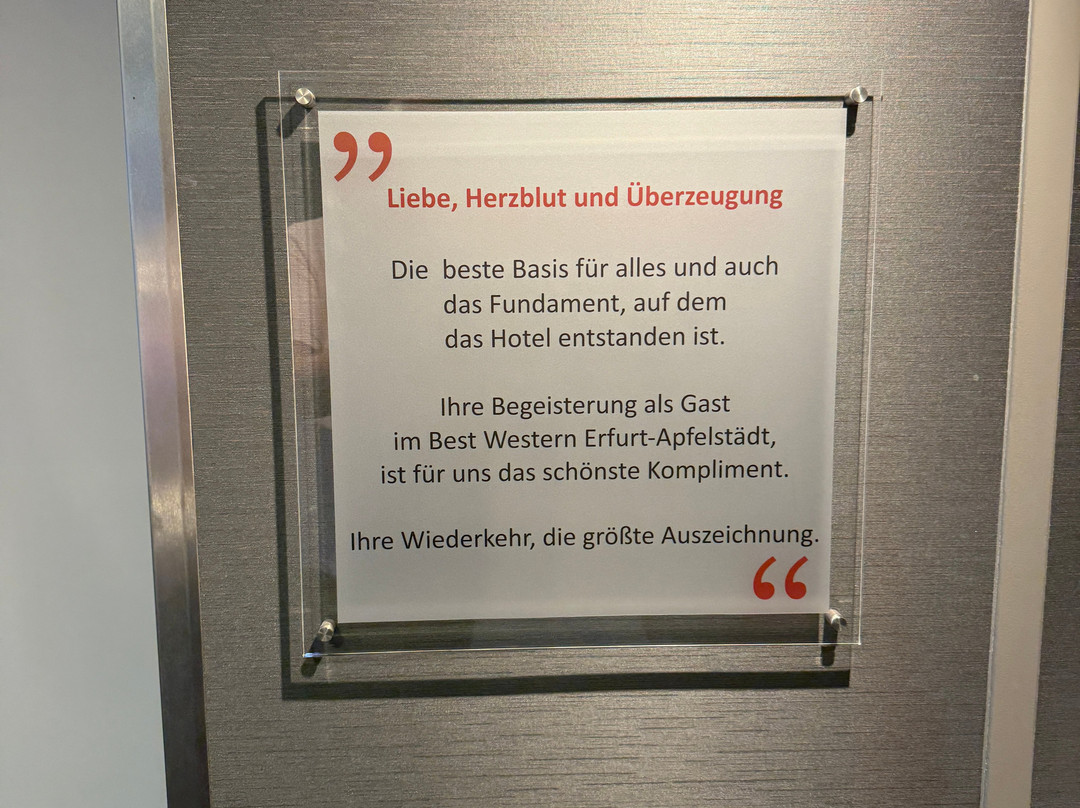 ”
Liebe, Herzblut und Überzeugung
Die beste Basis für alles und auch
das Fundament, auf dem
das Hotel entstanden ist.
Ihre Begeisterung als Gast
im Best Western Erfurt-Apfelstädt,
ist für uns das schönste Kompliment.
Ihre Wiederkehr, die größte Auszeichnung.
“